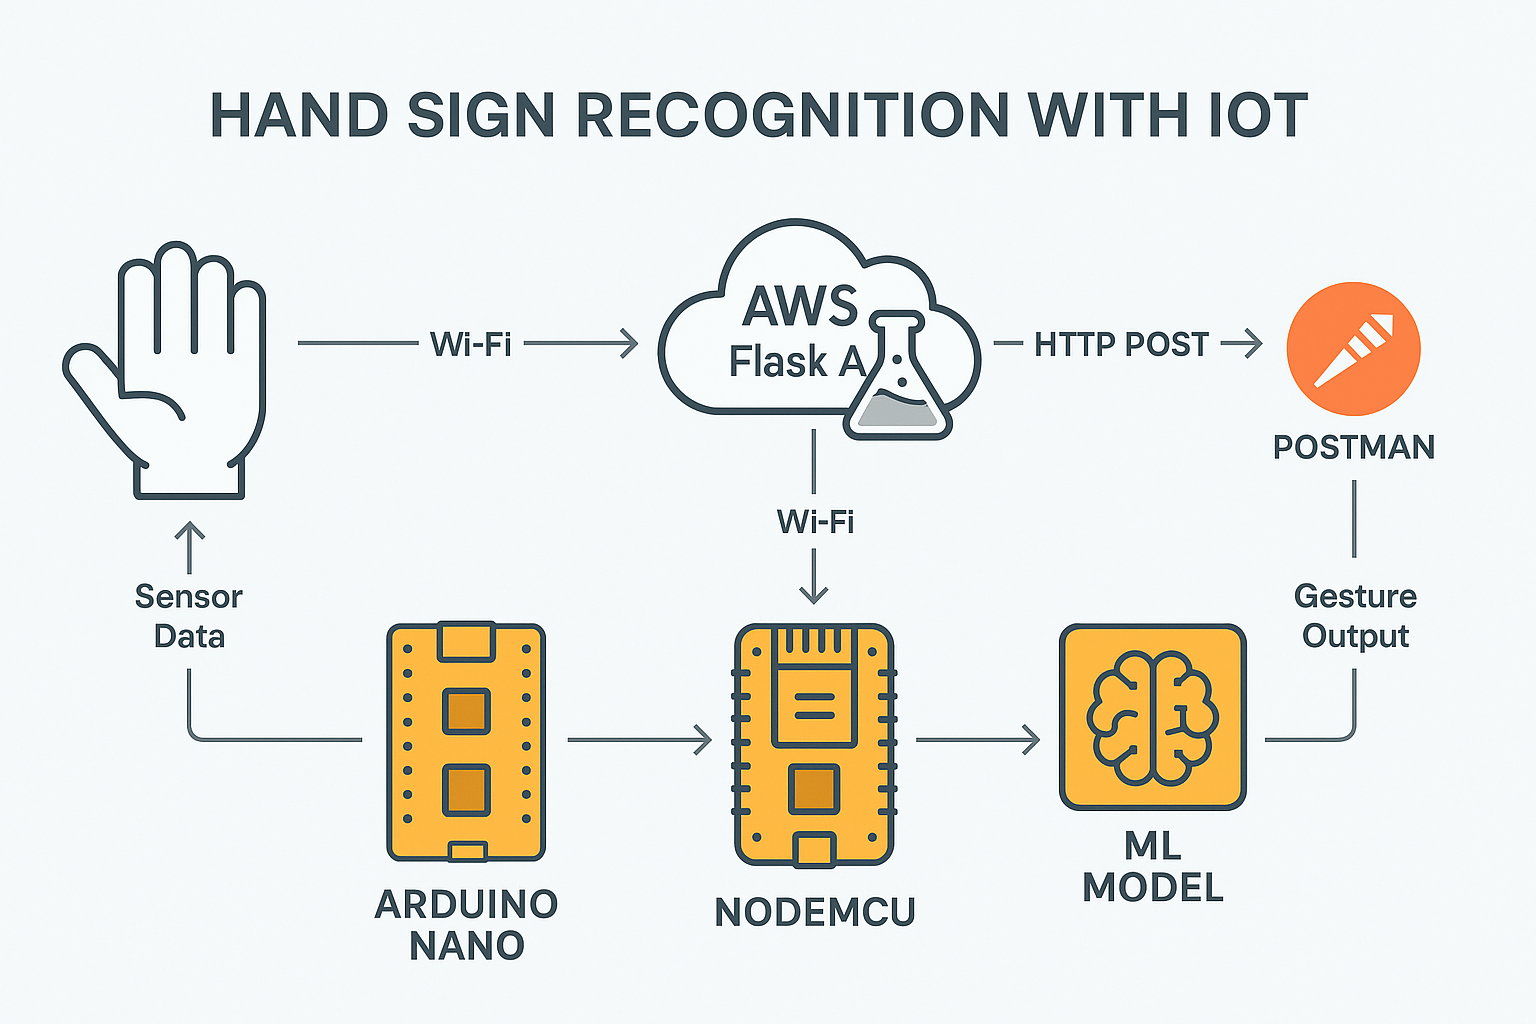 HAND SIGN RECOGNITION WITH IOT
Wi-Fi
AWS
Flask A
HTTP POST
POSTMAN
Wi-Fi
Sensor
Data
Gesture
Output
ARDUINO
NANO
NODEMCU
ML
MODEL